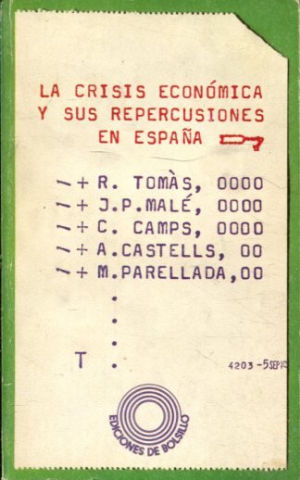 LA CRISIS ECONÓMICA
Y SUS REPERCUSIONES
EN ESPAÑA
+ R. TOMÀS, 0000
+ J.P.MALÉ, 0000
+ C. CAMPS, 0000
+ A.CASTELLS, 00
+ M.PARELLADA,00
T
4203 -5SEP
EDICIONES DE BOLSILLO